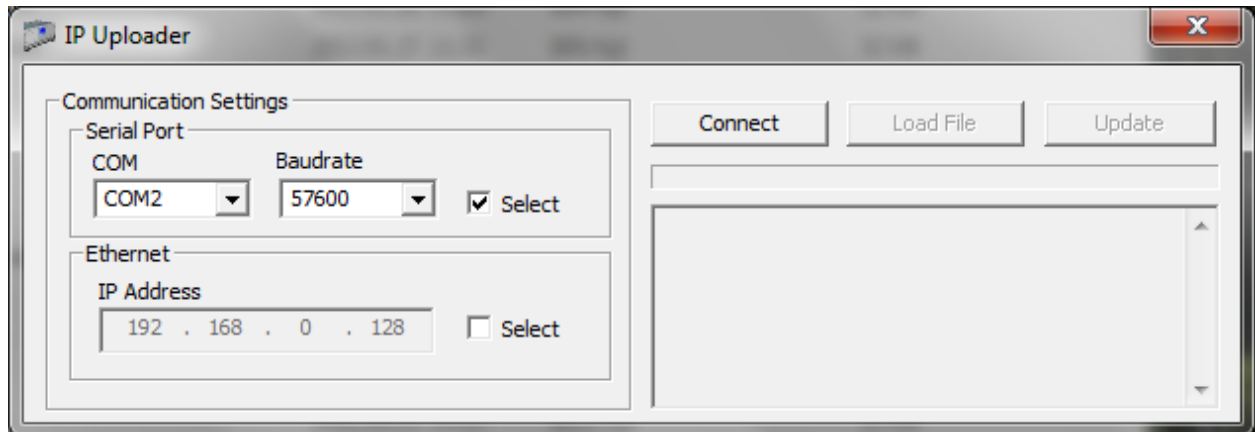 IP Uploader
Communication Settings
Serial Port
COM
Baudrate
COM2
57600
Select
Ethernet
IP Address
192 . 168 . 0 . 128
Select
Connect
Load File
Update